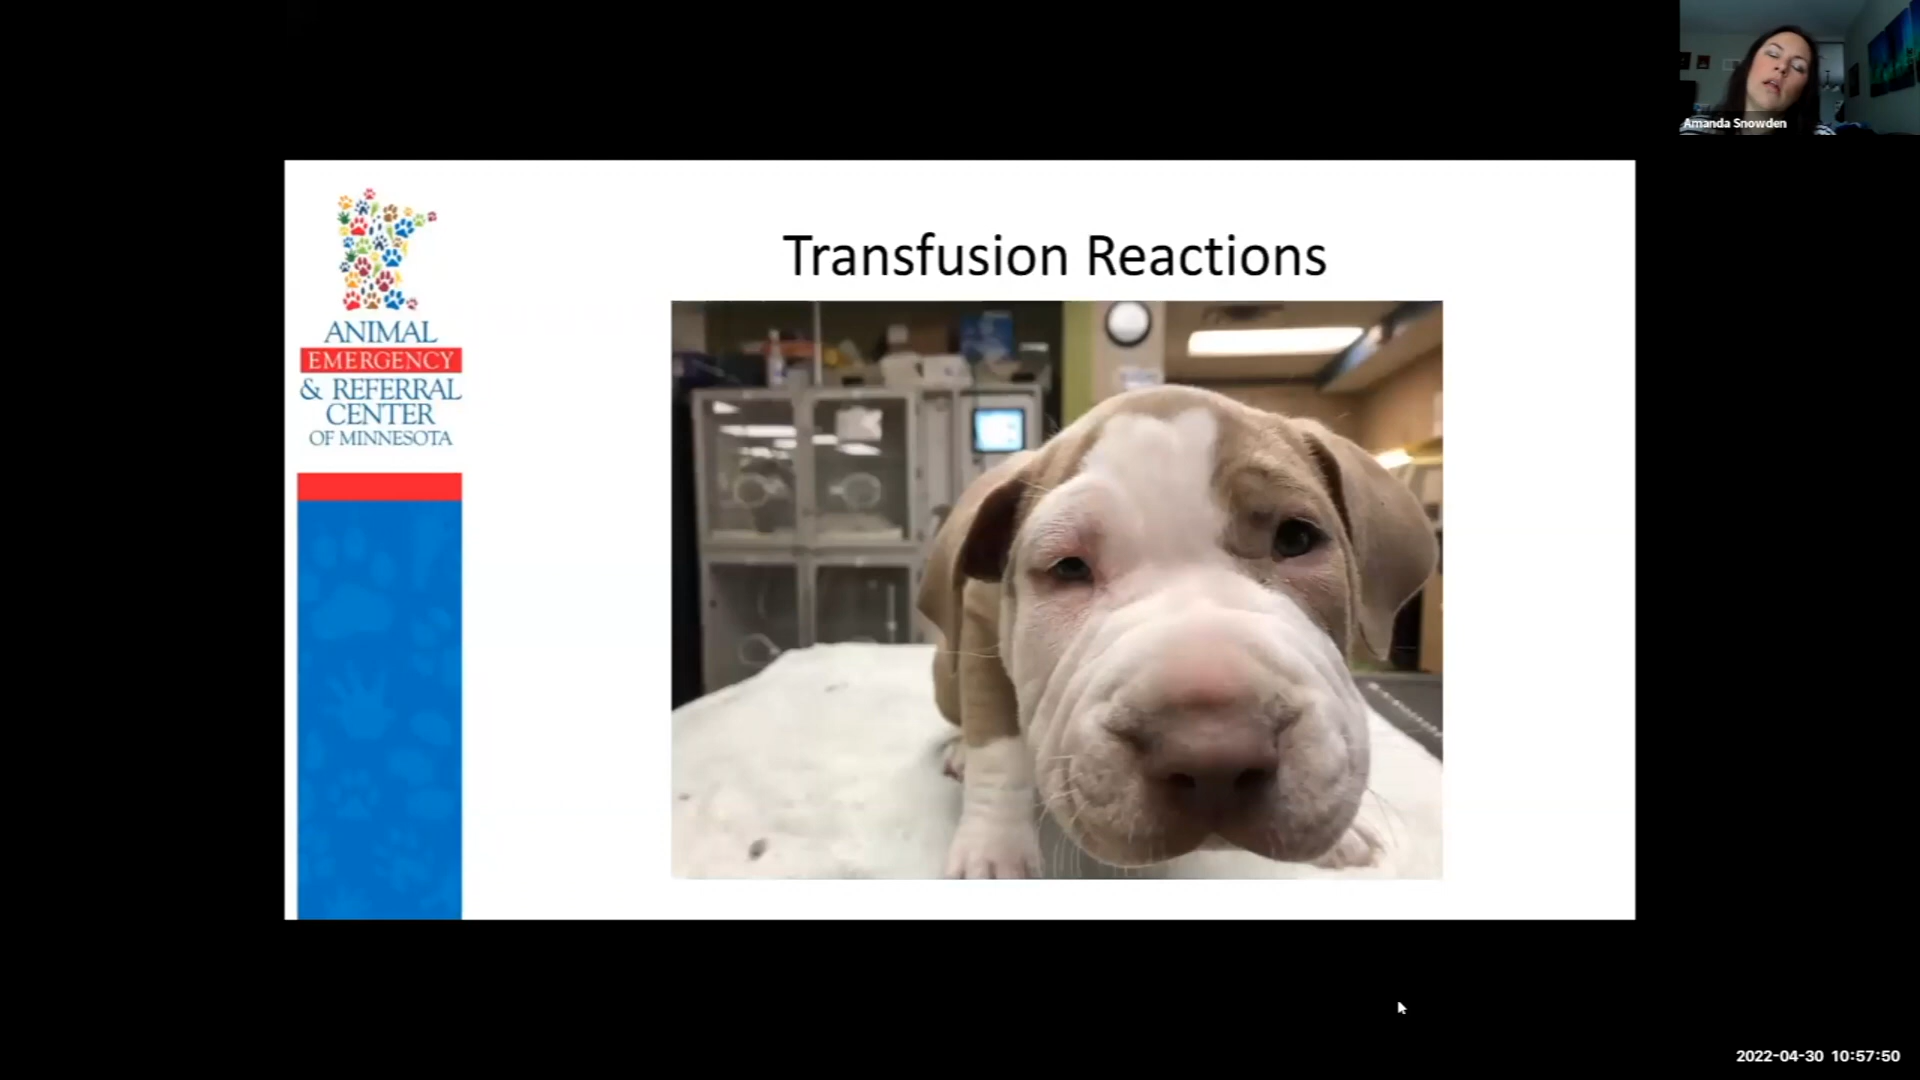 Amanda Snowden
Transfusion Reactions
ANIMAL
EMERGENCY
& REFERRAL
CENTER
OF MINNESOTA
2022-04-30 10:57:50